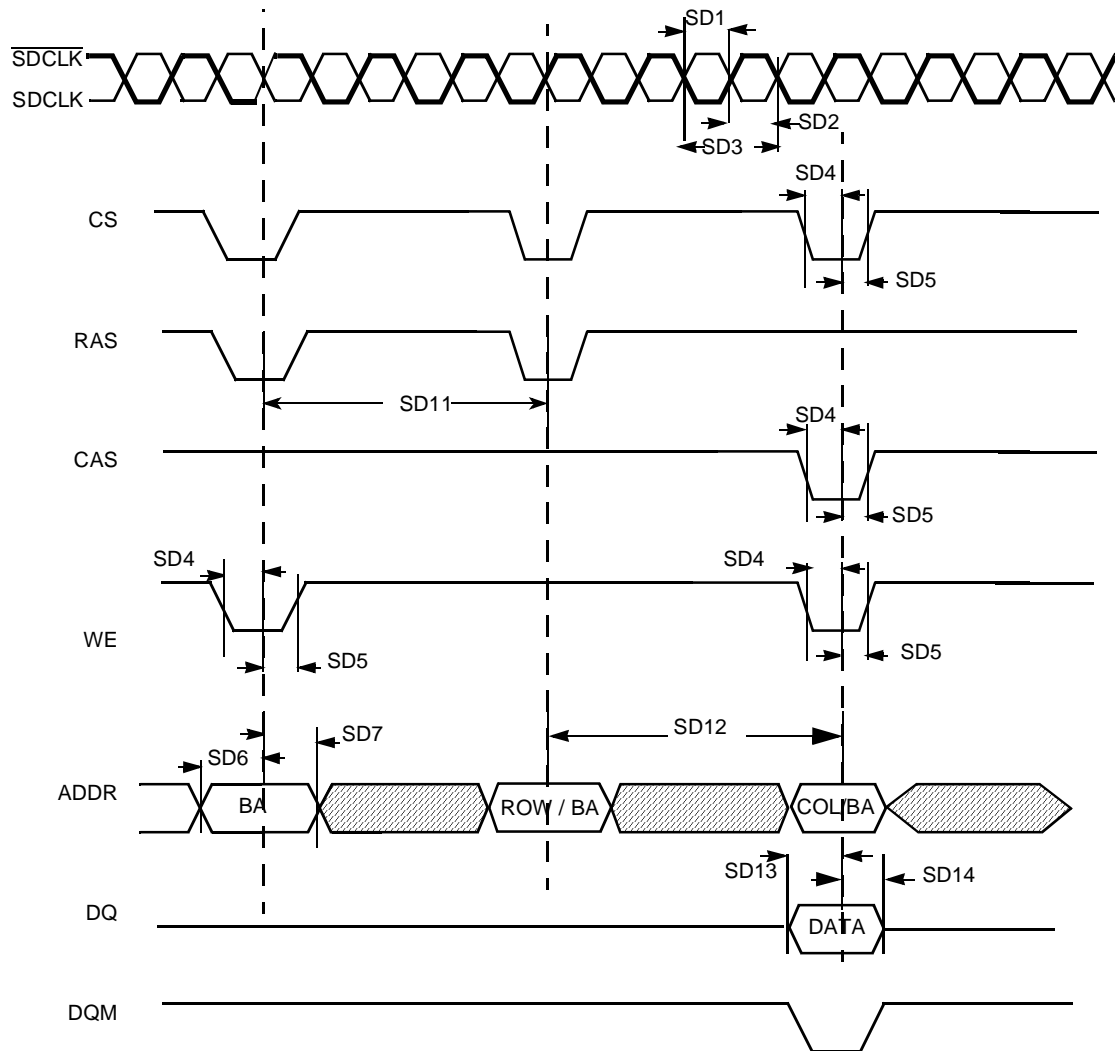 SD1
SDCLK
SDCLK
SD2
SD3
SD4
CS
SD5
RAS
SD11
SD4
CAS
SD5
SD4
SD4
WE
SD5
SD5
SD12
SD7
SD6
ADDR
BA
ROW / BA
COL/BA
SD13
SD14
DQ
DATA
DQM